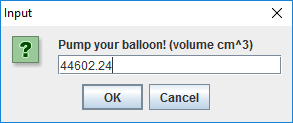 Input
Pump your balloon! (volume cm^3)
44602.24
OK
Cancel